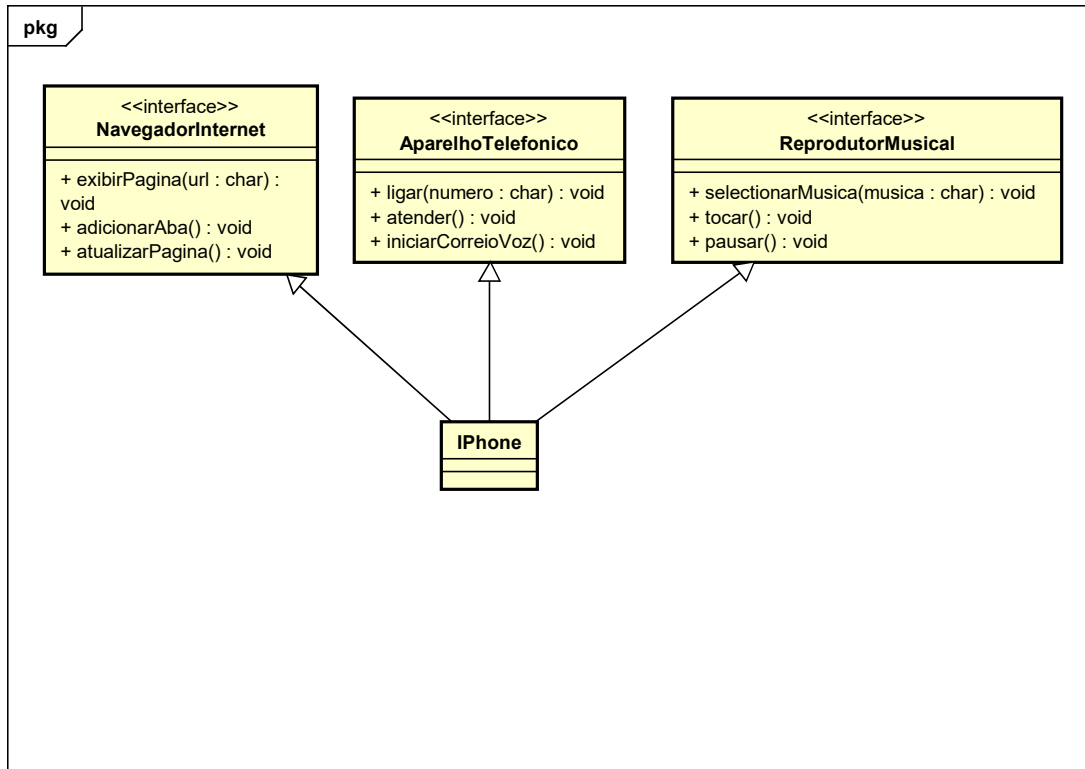 pkg
<<interface>>
NavegadorInternet
+ exibirPagina(url : char) :
void
+ adicionarAba() : void
+ atualizarPagina() : void
<<interface>>
AparelhoTelefonico
+ ligar(numero : char) : void
+ atender() : void
+ iniciarCorreioVoz() : void
<<interface>>
ReprodutorMusical
+ selectionarMusica(musica : char) : void
+ tocar() : void
+ pausar() : void
IPhone